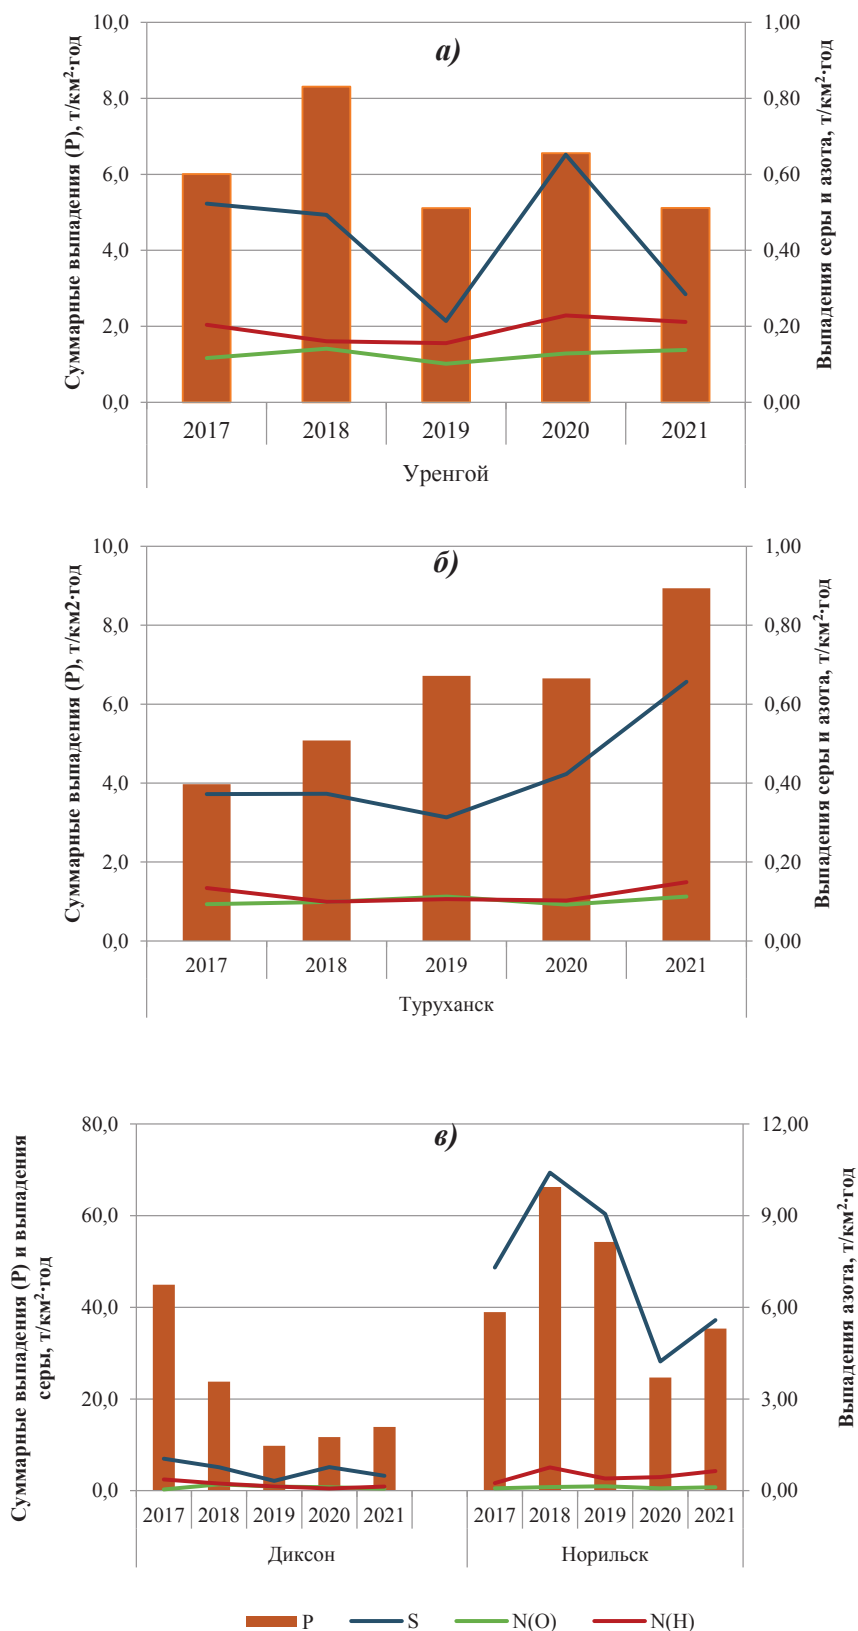 а)
Суммарные выпадения (Р), т/км²·год
Выпадения серы и азота, т/км²·год
10,0
8,0
6,0
4,0
2,0
0,0
1,00
0,80
0,60
0,40
0,20
0,00
2017 2018 2019 2020 2021
Уренгой
б)
Суммарные выпадения (Р), т/км2·год
Выпадения серы и азота, т/км²·год
10,0
8,0
6,0
4,0
2,0
0,0
1,00
0,80
0,60
0,40
0,20
0,00
2017 2018 2019 2020 2021
Туруханск
в)
Суммарные выпадения (Р) и выпадения
серы, т/км²·год
Выпадения азота, т/км²·год
80,0
60,0
40,0
20,0
0,0
12,00
9,00
6,00
3,00
0,00
2017 2018 2019 2020 2021 2017 2018 2019 2020 2021
Диксон Норильск
P S N(O) N(H)